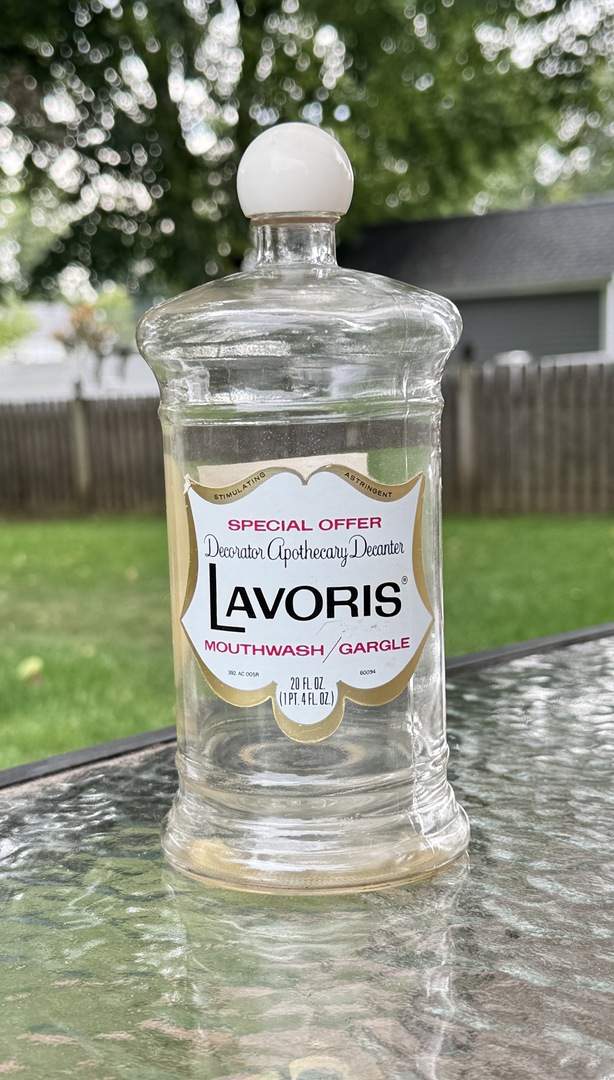 STIMULATING ASTRINGENT
SPECIAL OFFER
Decorator Apothecary Decanter
LAVORIS®
MOUTHWASH/GARGLE
392 AC 005R 60094
20 FL. OZ.
(1 PT. 4 FL. OZ.)